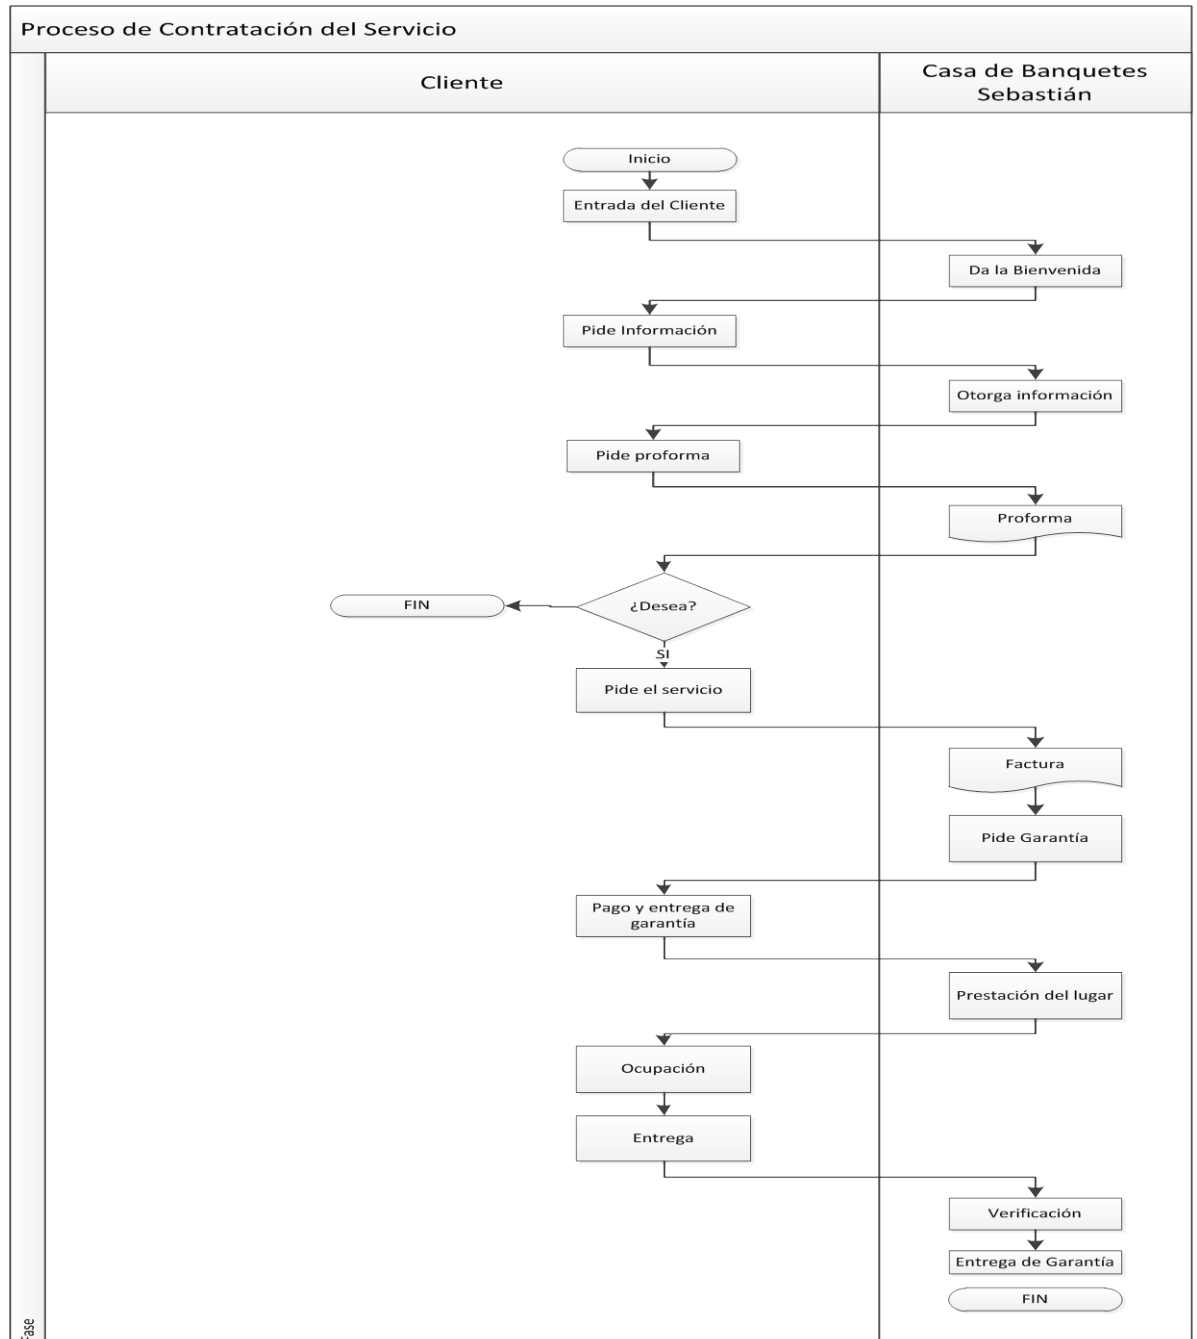 Proceso de Contratación del Servicio
Cliente
Casa de Banquetes
Sebastián
Inicio
Entrada del Cliente
Da la Bienvenida
Pide Información
Otorga información
Pide proforma
Proforma
¿Desea?
FIN
SI
Pide el servicio
Factura
Pide Garantía
Pago y entrega de
garantía
Prestación del lugar
Ocupación
Entrega
Verificación
Entrega de Garantía
FIN
Fase